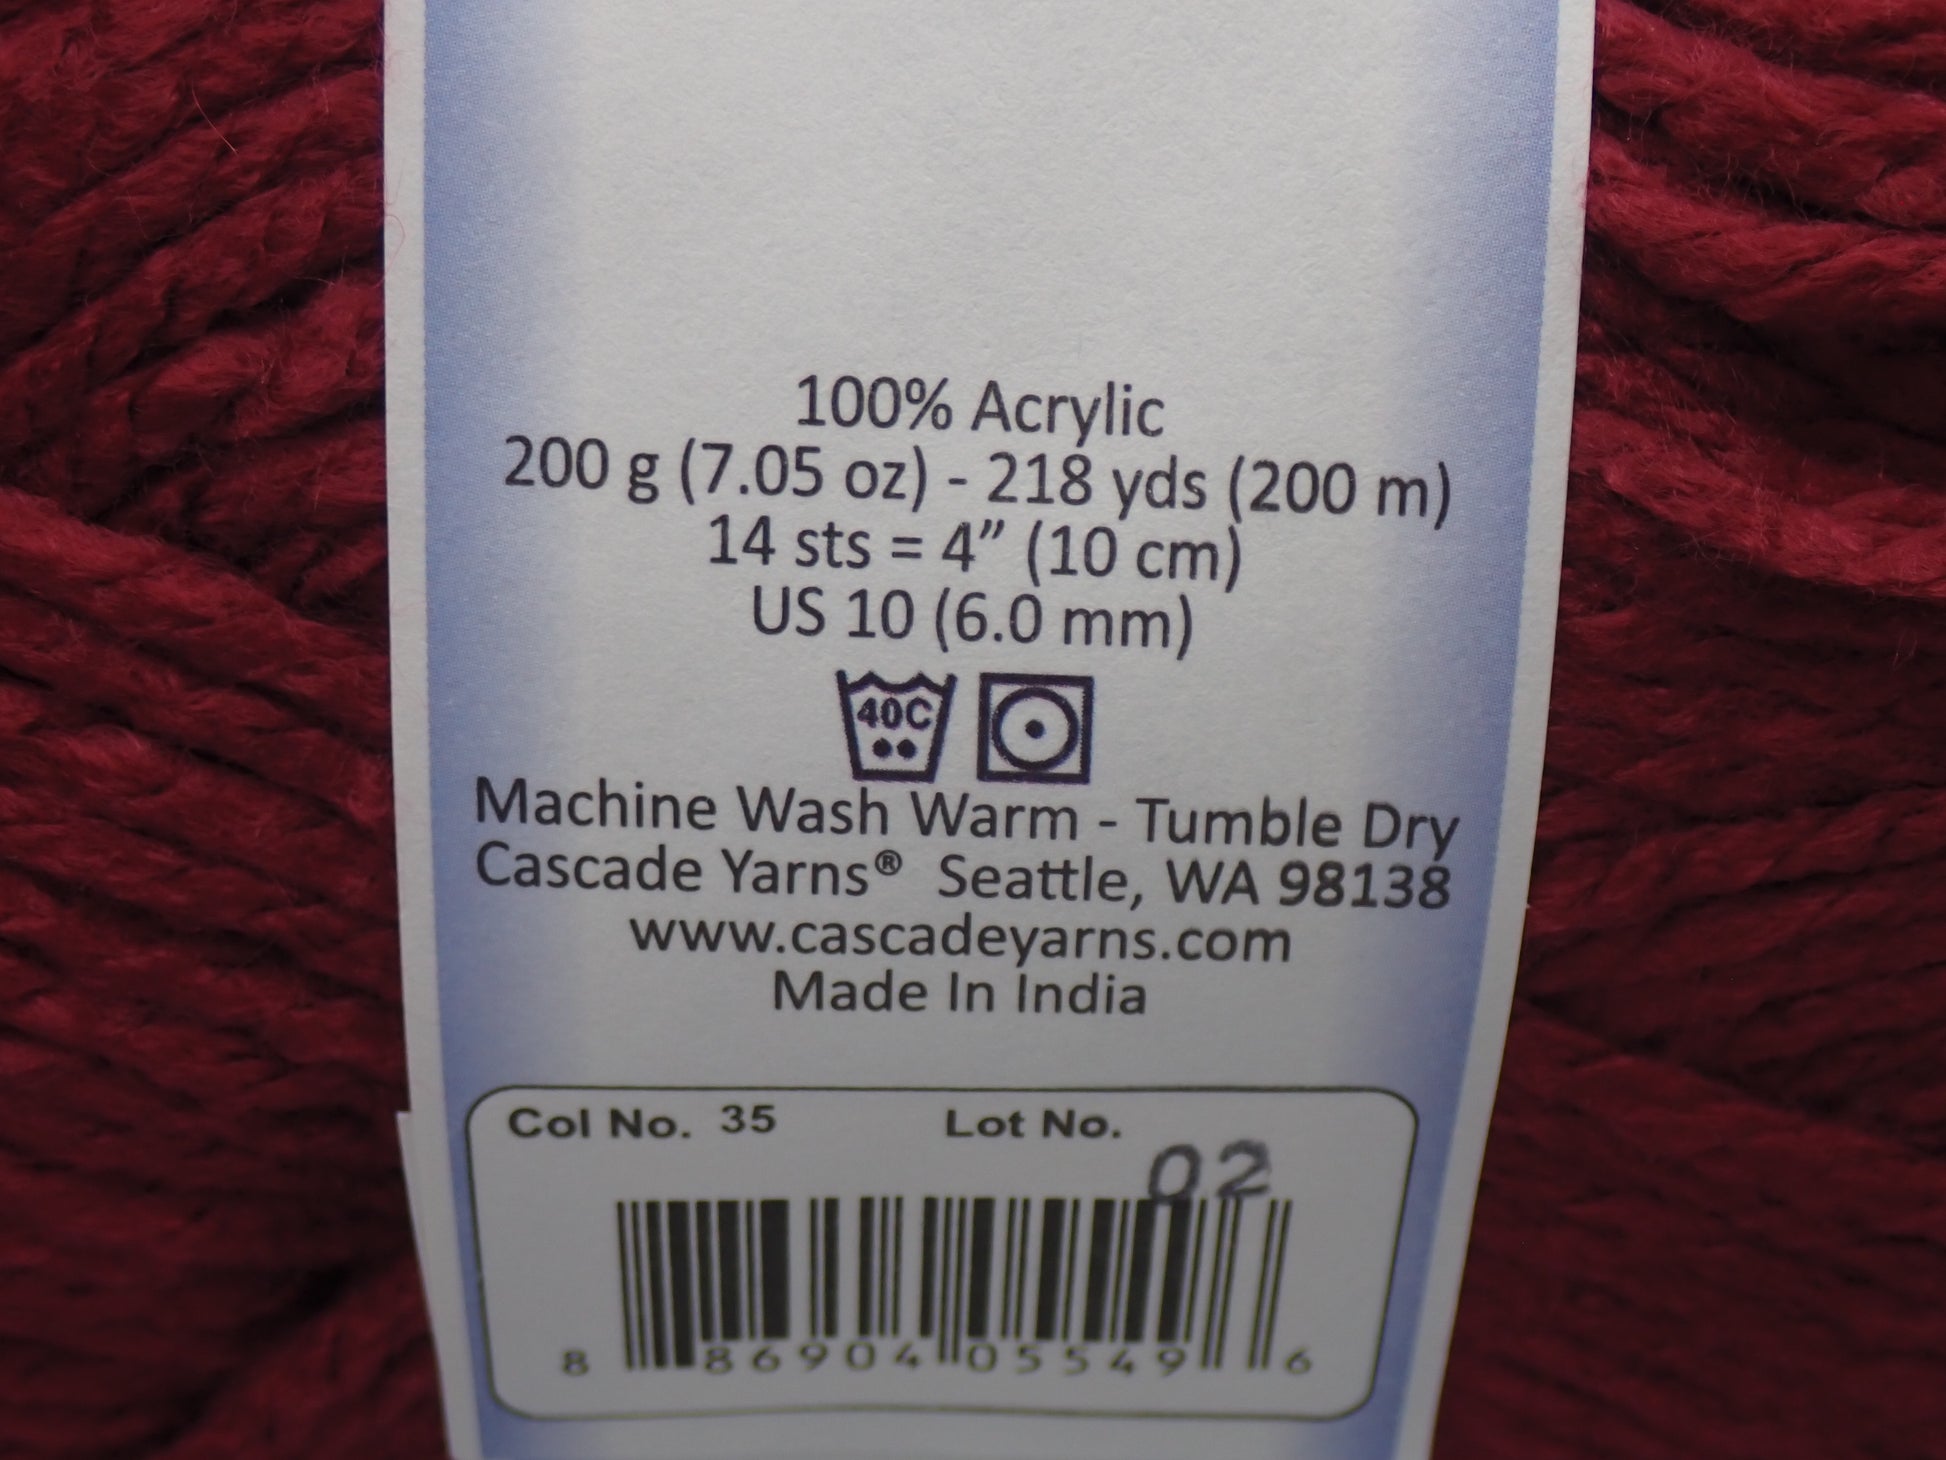 100% Acrylic
200 g (7.05 oz) - 218 yds (200 m)
14 sts = 4” (10 cm)
US 10 (6.0 mm)
40C
Machine Wash Warm - Tumble Dry
Cascade Yarns® Seattle, WA 98138
www.cascadeyarns.com
Made In India
Col No. 35 Lot No.
02
8 86904 05549 6